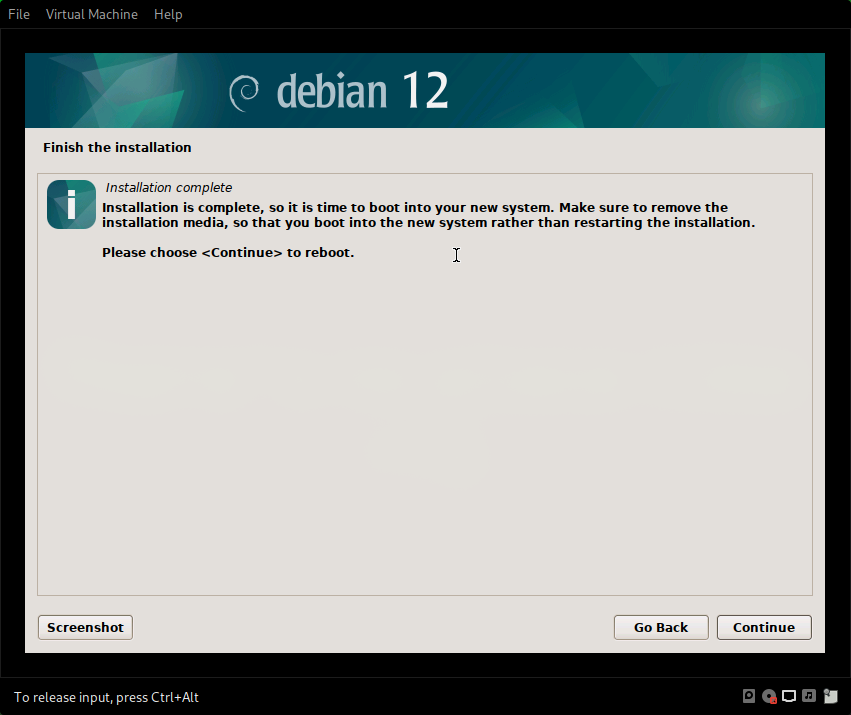 File Virtual Machine Help
debian 12
Finish the installation
Installation complete
Installation is complete, so it is time to boot into your new system. Make sure to remove the
installation media, so that you boot into the new system rather than restarting the installation.
Please choose <Continue> to reboot.
Screenshot Go Back Continue
To release input, press Ctrl+Alt